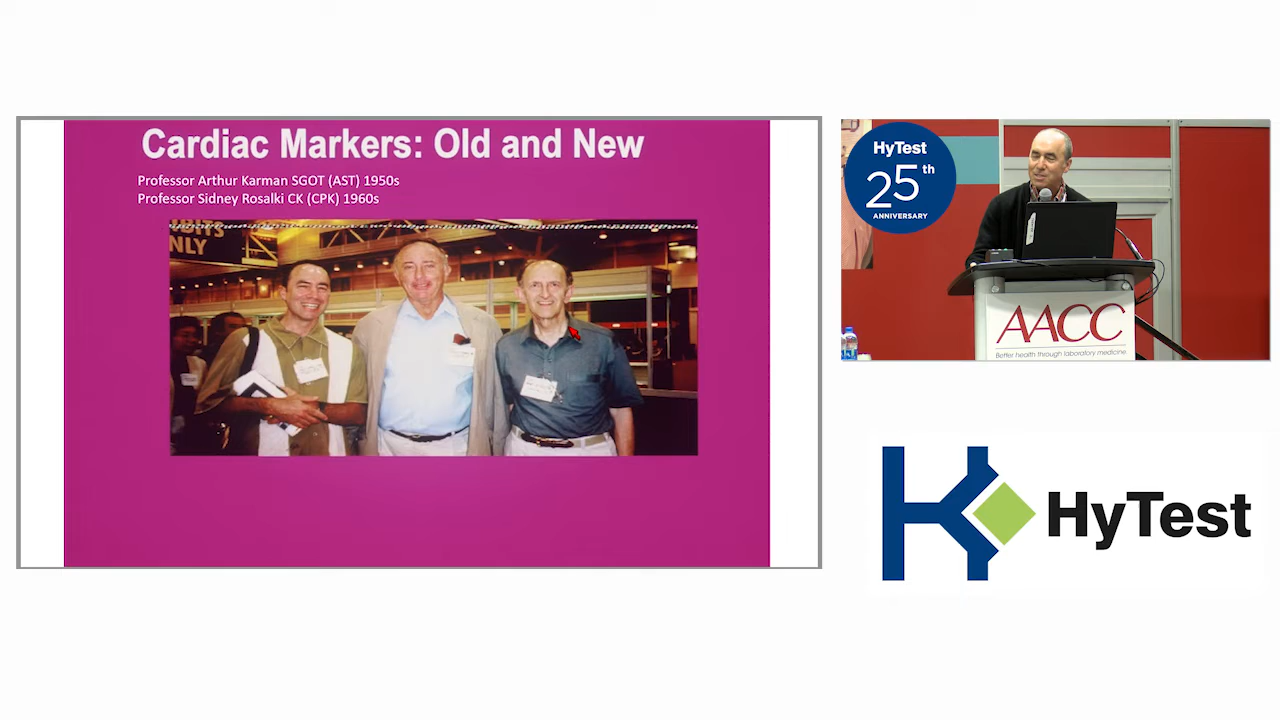 Cardiac Markers: Old and New
Professor Arthur Karman SGOT (AST) 1950s
Professor Sidney Rosalki CK (CPK) 1960s
NLY
HyTest
25th
ANNIVERSARY
AACC
Better health through laboratory medicine
HyTest